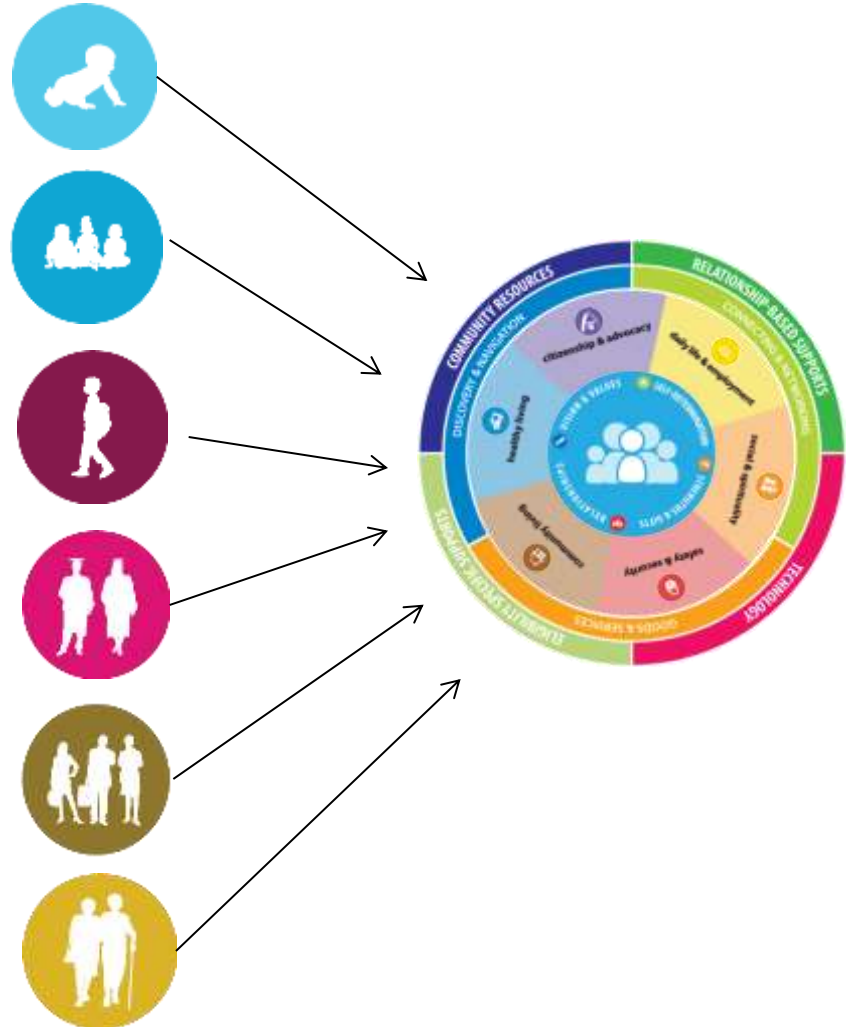 COMMUNITY RESOURCES
RELATIONSHIP-BASED SUPPORTS
TECHNOLOGY
ELIGIBILITY SPECIFIC SUPPORTS
DISCOVERY & NAVIGATION
CONNECTING & NETWORKING
GOODS & SERVICES
citizenship & advocacy
daily life & employment
social & spirituality
safety & security
community living
healthy living
VISION & VALUES
SELF-DETERMINATION
STRENGTHS & GIFTS
RELATIONSHIPS